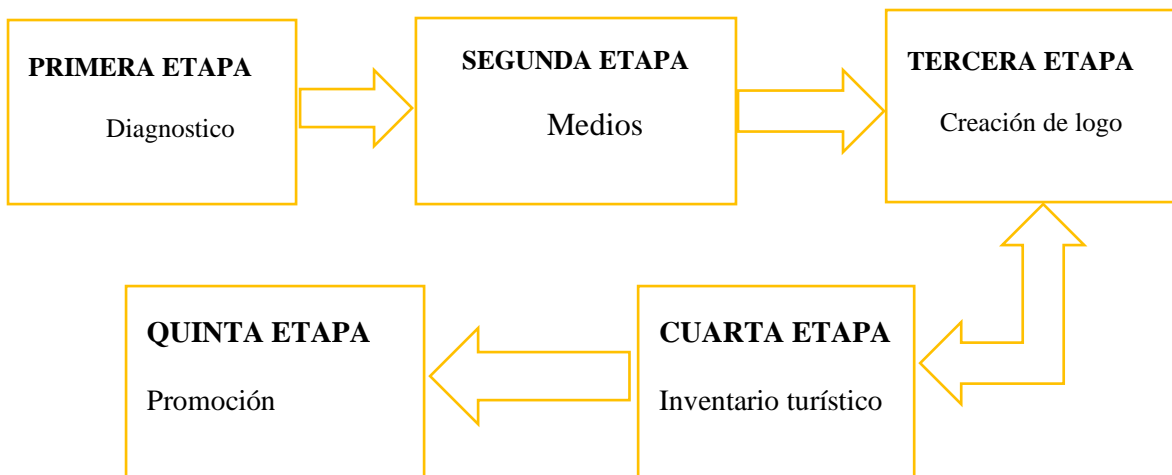 PRIMERA ETAPA
Diagnostico
SEGUNDA ETAPA
Medios
TERCERA ETAPA
Creación de logo
CUARTA ETAPA
Inventario turístico
QUINTA ETAPA
Promoción